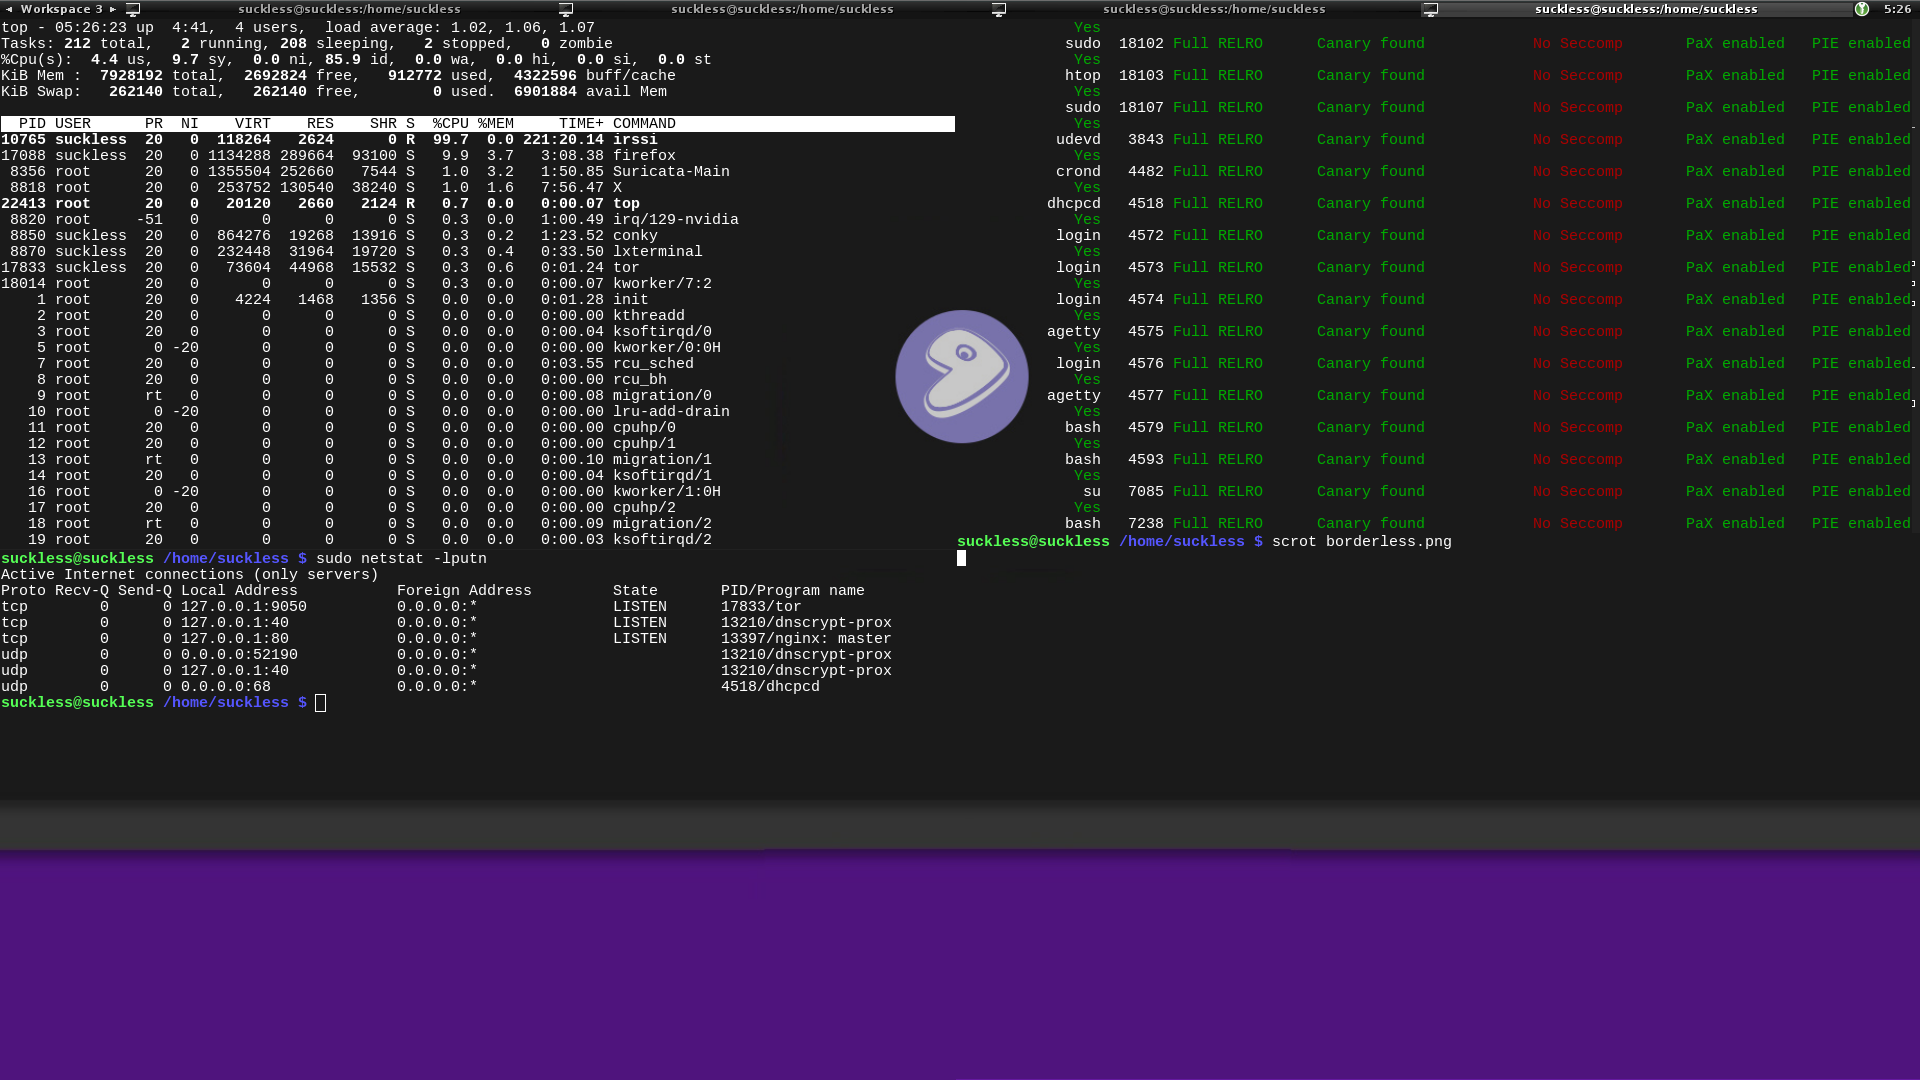 ◂ Workspace 3 ▸ suckless@suckless:/home/suckless suckless@suckless:/home/suckless suckless@suckless:/home/suckless suckless@suckless:/home/suckless 5:26
top - 05:26:23 up  4:41,  4 users,  load average: 1.02, 1.06, 1.07
Tasks: 212 total,   2 running, 208 sleeping,   2 stopped,   0 zombie
%Cpu(s):  4.4 us,  9.7 sy,  0.0 ni, 85.9 id,  0.0 wa,  0.0 hi,  0.0 si,  0.0 st
KiB Mem :  7928192 total,  2692824 free,   912772 used,  4322596 buff/cache
KiB Swap:   262140 total,   262140 free,        0 used.  6901884 avail Mem
PID USER      PR  NI    VIRT    RES    SHR S  %CPU %MEM     TIME+ COMMAND
10765 suckless  20   0  118264   2624      0 R  99.7  0.0 221:20.14 irssi
17088 suckless  20   0 1134288 289664  93100 S   9.9  3.7   3:08.38 firefox
8356 root      20   0 1355504 252660   7544 S   1.0  3.2   1:50.85 Suricata-Main
8818 root      20   0  253752 130540  38240 S   1.0  1.6   7:56.47 X
22413 root      20   0   20120   2660   2124 R   0.7  0.0   0:00.07 top
8820 root     -51   0       0      0      0 S   0.3  0.0   1:00.49 irq/129-nvidia
8850 suckless  20   0  864276  19268  13916 S   0.3  0.2   1:23.52 conky
8870 suckless  20   0  232448  31964  19720 S   0.3  0.4   0:33.50 lxterminal
17833 suckless  20   0   73604  44968  15532 S   0.3  0.6   0:01.24 tor
18014 root      20   0       0      0      0 S   0.3  0.0   0:00.07 kworker/7:2
1 root      20   0    4224   1468   1356 S   0.0  0.0   0:01.28 init
2 root      20   0       0      0      0 S   0.0  0.0   0:00.00 kthreadd
3 root      20   0       0      0      0 S   0.0  0.0   0:00.04 ksoftirqd/0
5 root       0 -20       0      0      0 S   0.0  0.0   0:00.00 kworker/0:0H
7 root      20   0       0      0      0 S   0.0  0.0   0:03.55 rcu_sched
8 root      20   0       0      0      0 S   0.0  0.0   0:00.00 rcu_bh
9 root      rt   0       0      0      0 S   0.0  0.0   0:00.08 migration/0
10 root       0 -20       0      0      0 S   0.0  0.0   0:00.00 lru-add-drain
11 root      20   0       0      0      0 S   0.0  0.0   0:00.00 cpuhp/0
12 root      20   0       0      0      0 S   0.0  0.0   0:00.00 cpuhp/1
13 root      rt   0       0      0      0 S   0.0  0.0   0:00.10 migration/1
14 root      20   0       0      0      0 S   0.0  0.0   0:00.04 ksoftirqd/1
16 root       0 -20       0      0      0 S   0.0  0.0   0:00.00 kworker/1:0H
17 root      20   0       0      0      0 S   0.0  0.0   0:00.00 cpuhp/2
18 root      rt   0       0      0      0 S   0.0  0.0   0:00.09 migration/2
19 root      20   0       0      0      0 S   0.0  0.0   0:00.03 ksoftirqd/2
suckless@suckless /home/suckless $ sudo netstat -lputn
Active Internet connections (only servers)
Proto Recv-Q Send-Q Local Address           Foreign Address         State       PID/Program name
tcp        0      0 127.0.0.1:9050          0.0.0.0:*               LISTEN      17833/tor
tcp        0      0 127.0.0.1:40            0.0.0.0:*               LISTEN      13210/dnscrypt-prox
tcp        0      0 127.0.0.1:80            0.0.0.0:*               LISTEN      13397/nginx: master
udp        0      0 0.0.0.0:52190           0.0.0.0:*                           13210/dnscrypt-prox
udp        0      0 127.0.0.1:40            0.0.0.0:*                           13210/dnscrypt-prox
udp        0      0 0.0.0.0:68              0.0.0.0:*                           4518/dhcpcd
suckless@suckless /home/suckless $
Yes
sudo  18102 Full RELRO      Canary found            No Seccomp       PaX enabled   PIE enabled
Yes
htop  18103 Full RELRO      Canary found            No Seccomp       PaX enabled   PIE enabled
Yes
sudo  18107 Full RELRO      Canary found            No Seccomp       PaX enabled   PIE enabled
Yes
udevd   3843 Full RELRO      Canary found            No Seccomp       PaX enabled   PIE enabled
Yes
crond   4482 Full RELRO      Canary found            No Seccomp       PaX enabled   PIE enabled
Yes
dhcpcd   4518 Full RELRO      Canary found            No Seccomp       PaX enabled   PIE enabled
Yes
login   4572 Full RELRO      Canary found            No Seccomp       PaX enabled   PIE enabled
Yes
login   4573 Full RELRO      Canary found            No Seccomp       PaX enabled   PIE enabled
Yes
login   4574 Full RELRO      Canary found            No Seccomp       PaX enabled   PIE enabled
Yes
agetty   4575 Full RELRO      Canary found            No Seccomp       PaX enabled   PIE enabled
Yes
login   4576 Full RELRO      Canary found            No Seccomp       PaX enabled   PIE enabled
Yes
agetty   4577 Full RELRO      Canary found            No Seccomp       PaX enabled   PIE enabled
Yes
bash   4579 Full RELRO      Canary found            No Seccomp       PaX enabled   PIE enabled
Yes
bash   4593 Full RELRO      Canary found            No Seccomp       PaX enabled   PIE enabled
Yes
su   7085 Full RELRO      Canary found            No Seccomp       PaX enabled   PIE enabled
Yes
bash   7238 Full RELRO      Canary found            No Seccomp       PaX enabled   PIE enabled
suckless@suckless /home/suckless $ scrot borderless.png